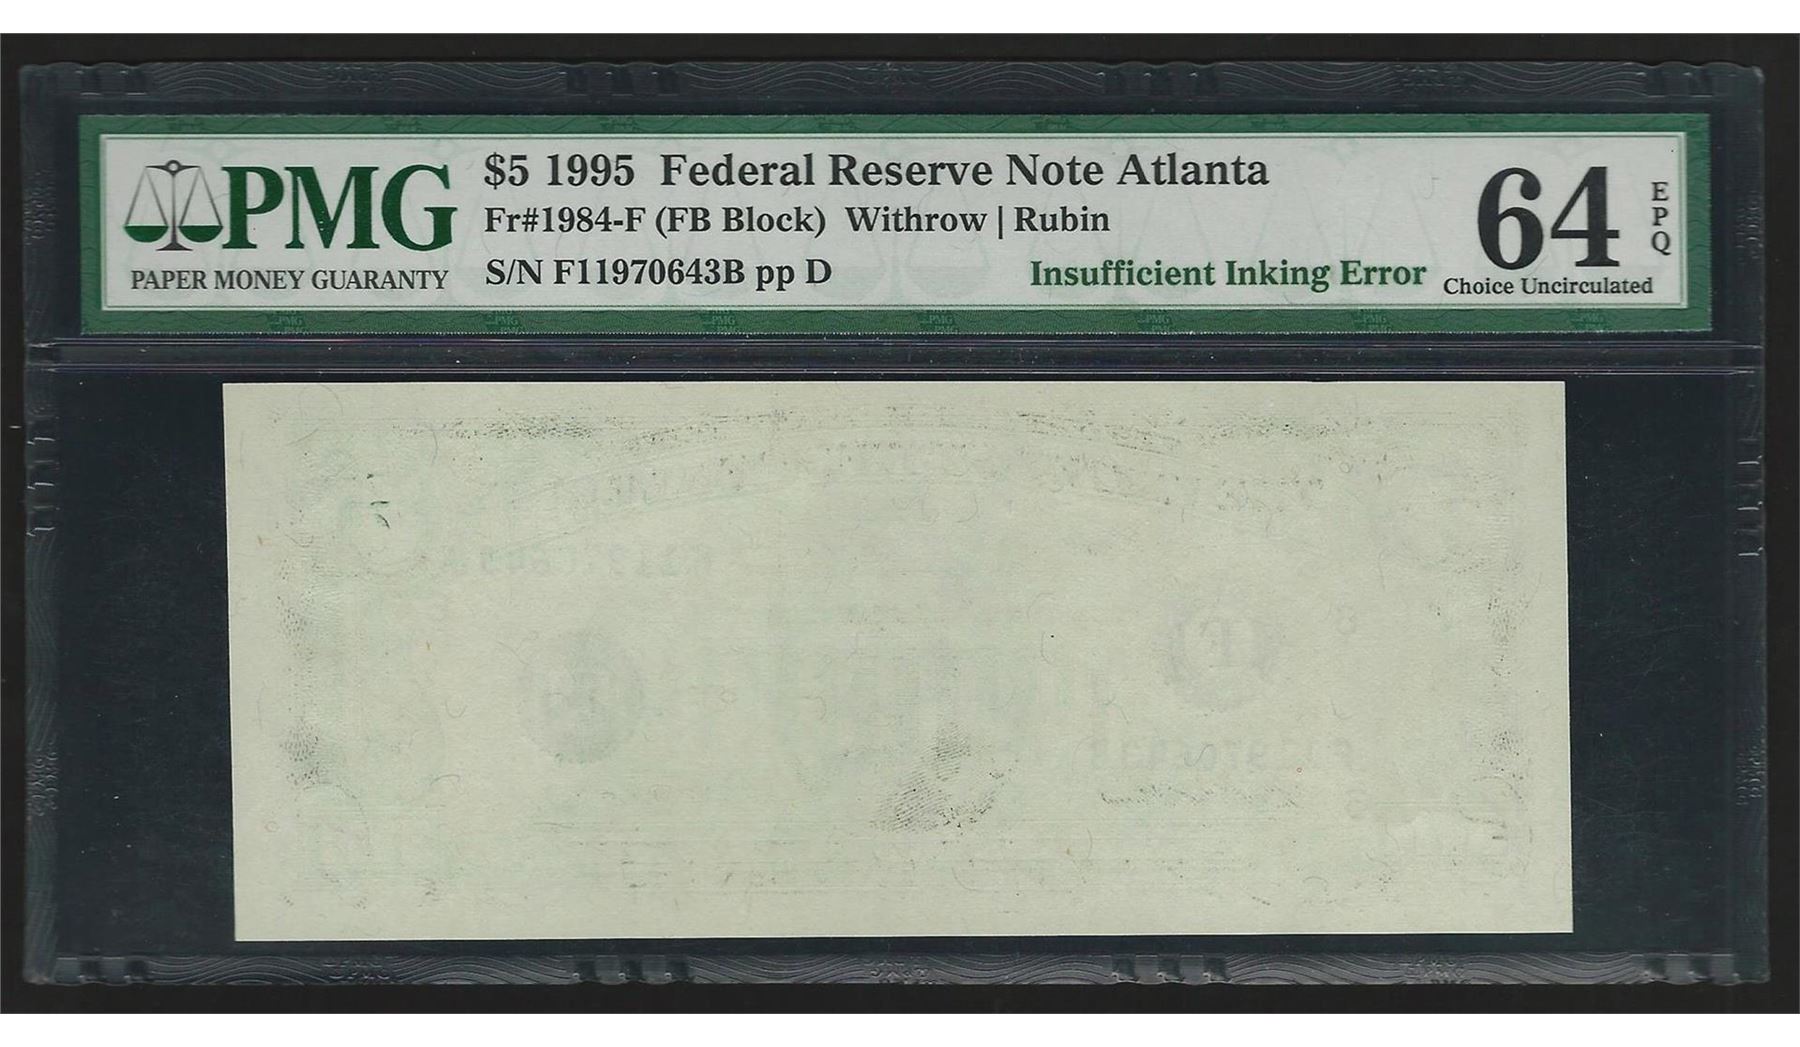 PMG
PAPER MONEY GUARANTY
$5 1995 Federal Reserve Note Atlanta
Fr#1984-F (FB Block) Withrow | Rubin
S/N F11970643B pp D
Insufficient Inking Error
64
EPQ
Choice Uncirculated